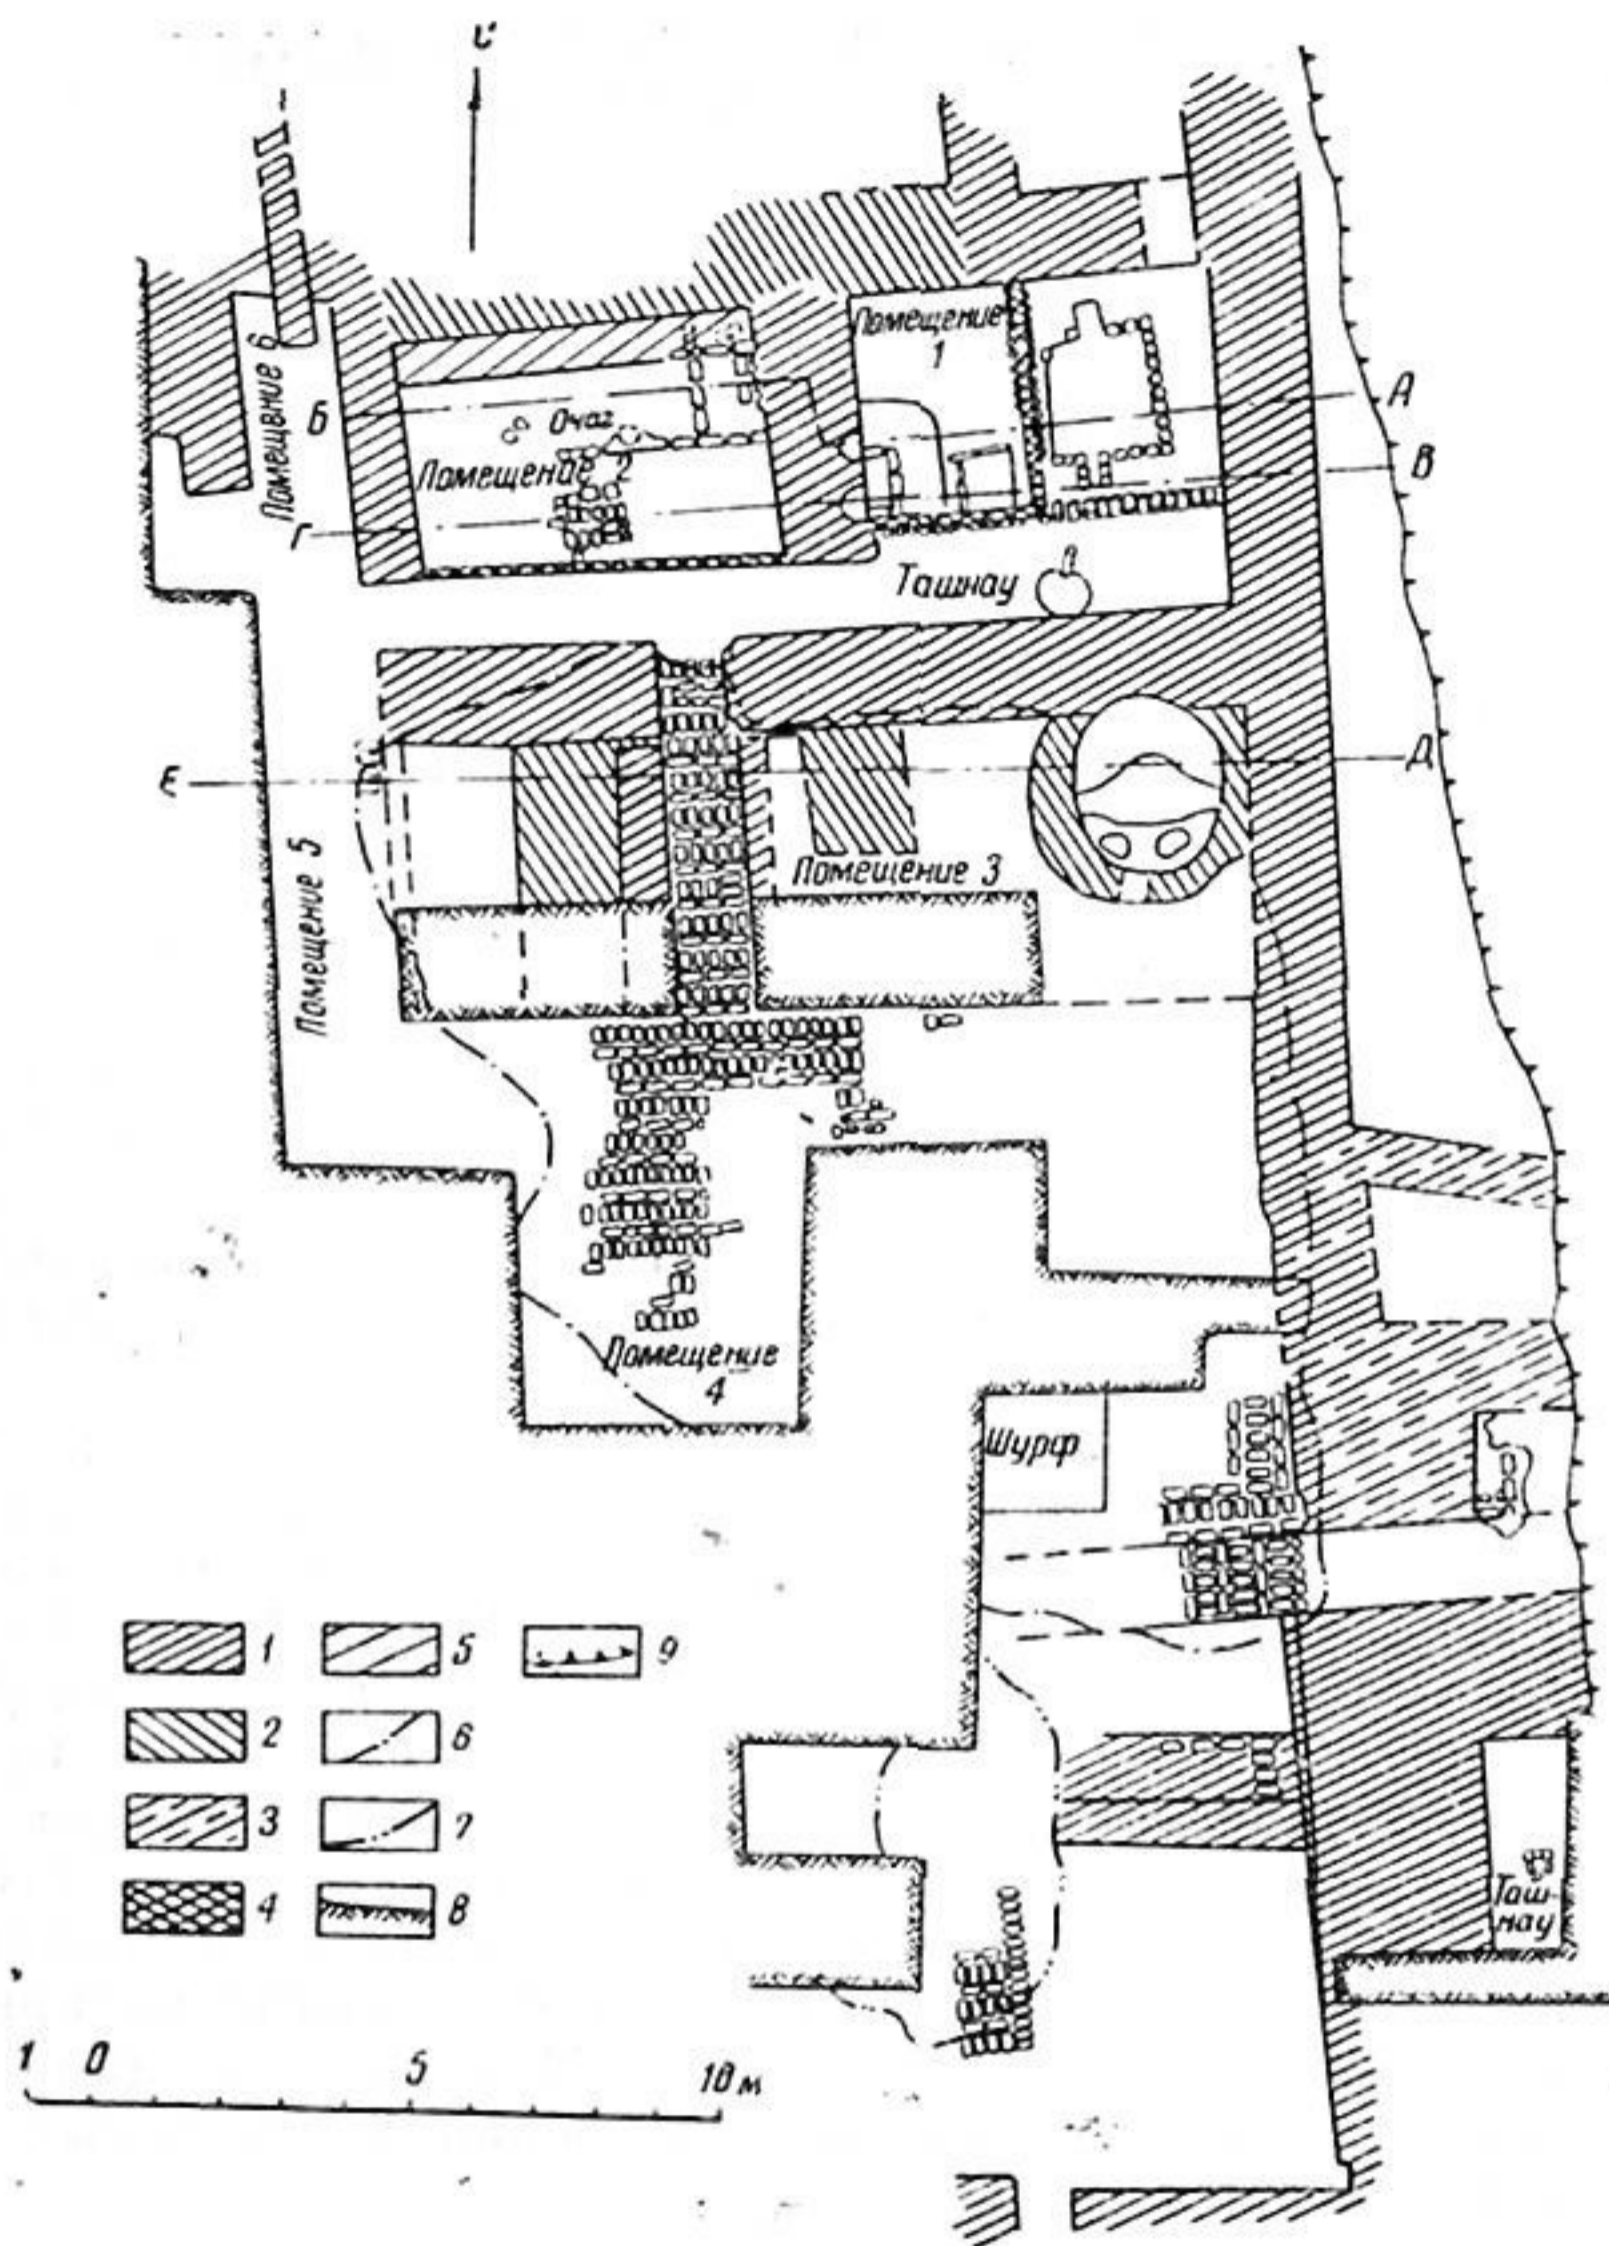 С
Помещение
1
Помещение 6
Б
Очаг
А
Помещение 2
В
Г
Ташнау
Е
Д
Помещение 3
Помещение 5
Помещение
4
Шурф
1
5
9
2
6
3
7
4
8
Таш-
нау
1 0 5 10 м